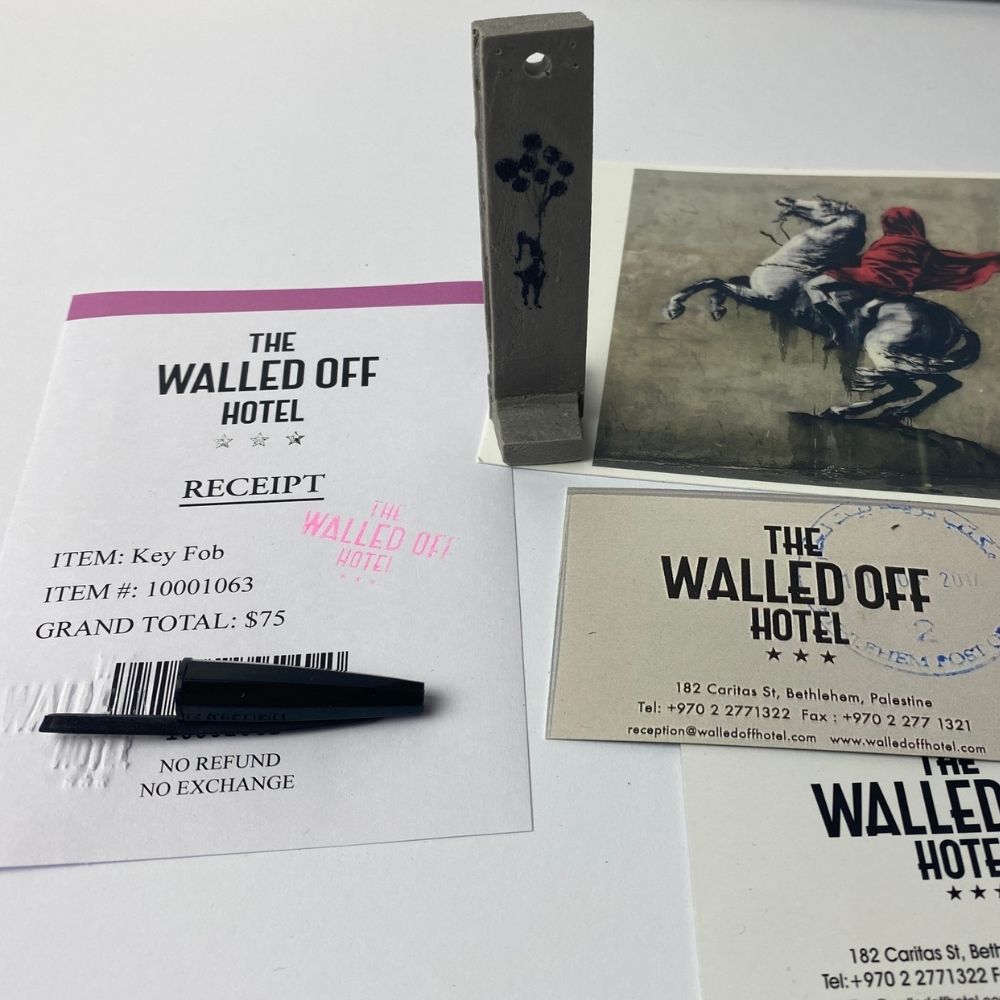 THE
WALLED OFF
HOTEL
RECEIPT
THE
WALLED OFF
HOTEL
ITEM: Key Fob
ITEM #: 10001063
GRAND TOTAL: $75
NO REFUND
NO EXCHANGE
THE
WALLED OFF
HOTEL
2
POST
182 Caritas St, Bethlehem, Palestine
Tel: +970 2 2771322 Fax : +970 2 277 1321
reception@walledoffhotel.com www.walledoffhotel.com
THE
WALLED
HOTE
182 Caritas St, Beth
Tel:+970 2 2771322 F